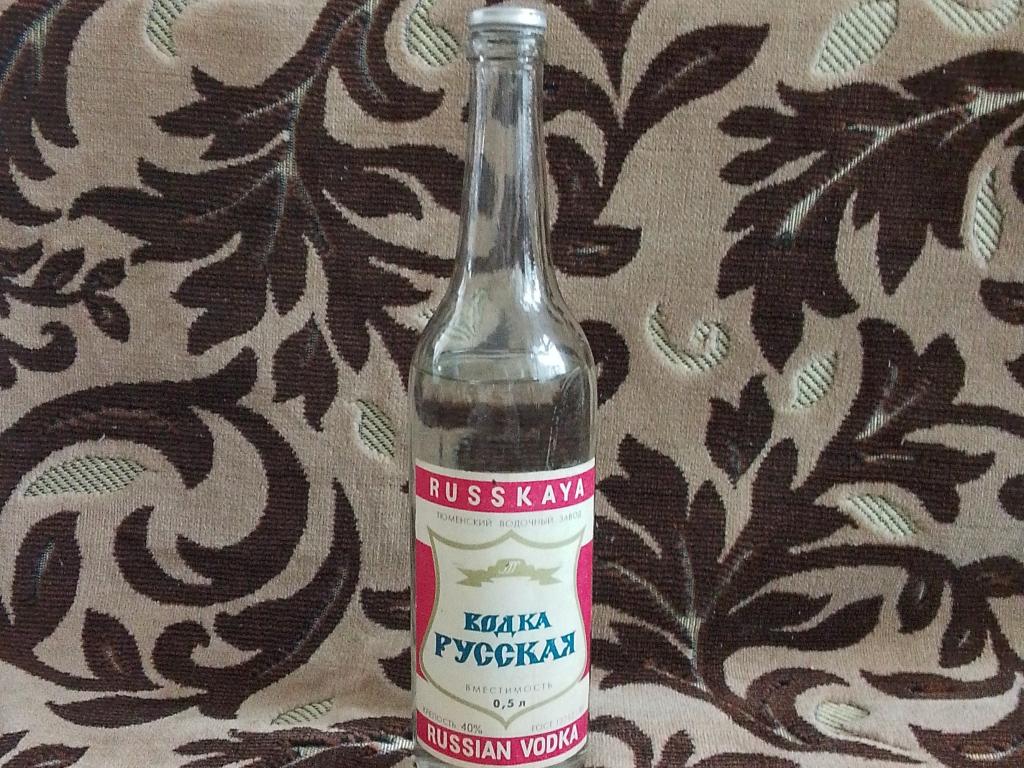 RUSSKAYA
ТЮМЕНСКИЙ ВОДОЧНЫЙ ЗАВОД
ВОДКА
РУССКАЯ
ВМЕСТИМОСТЬ
0,5 л
КРЕПОСТЬ 40%
RUSSIAN VODKA